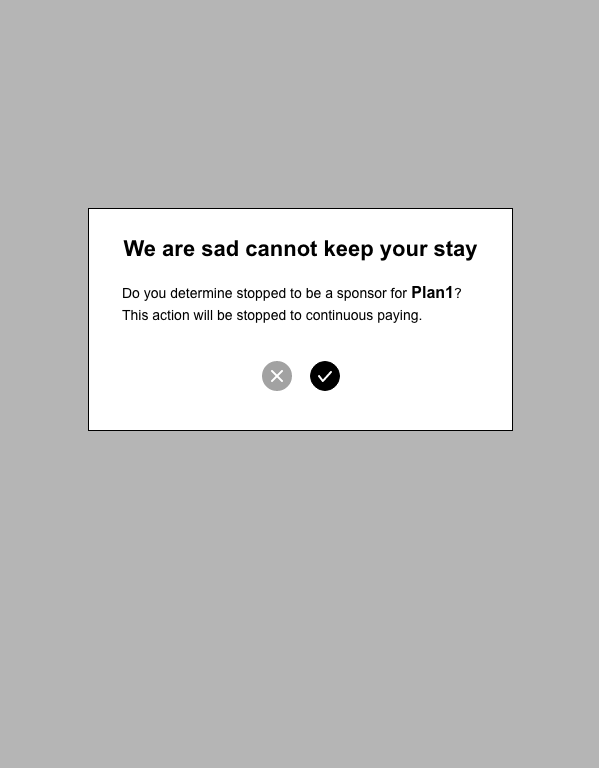 We are sad cannot keep your stay
Do you determine stopped to be a sponsor for Plan1?
This action will be stopped to continuous paying.